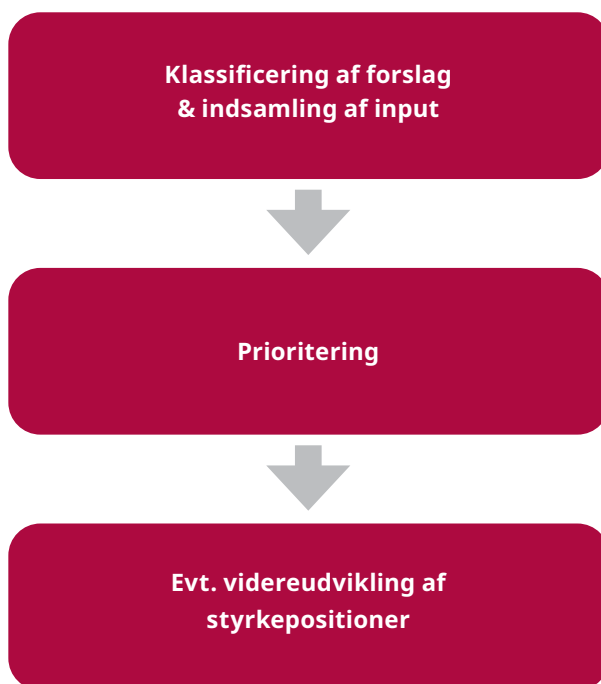 Klassificering af forslag
& indsamling af input
Prioritering
Evt. videreudvikling af
styrkepositioner